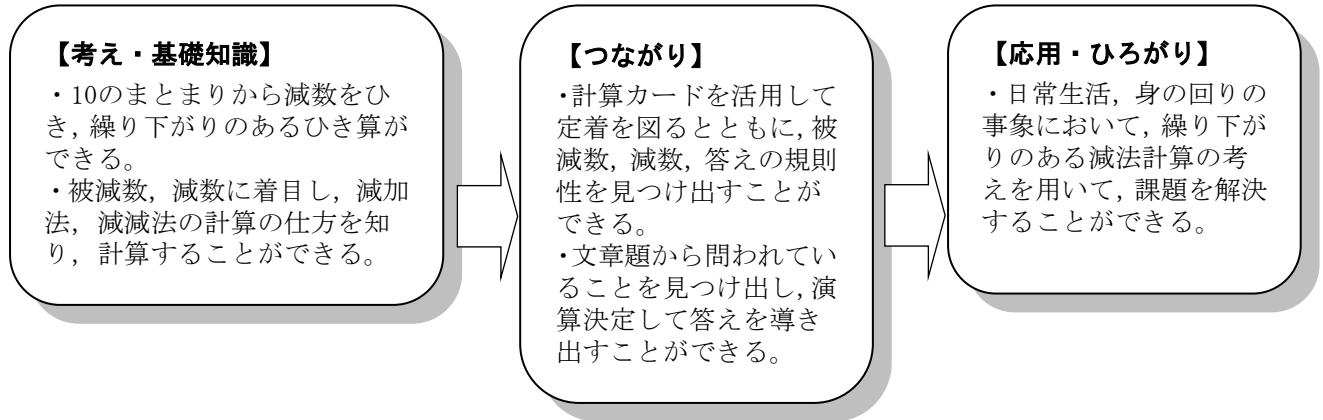 【考え・基礎知識】
・10のまとまりから減数をひ
き,繰り下がりのあるひき算が
できる。
・被減数，減数に着目し，減加
法，減減法の計算の仕方を知
り，計算することができる。
【つながり】
・計算カードを活用して
定着を図るとともに,被
減数,減数,答えの規則
性を見つけ出すことが
できる。
・文章題から問われてい
ることを見つけ出し,演
算決定して答えを導き
出すことができる。
【応用・ひろがり】
・日常生活,身の回りの
事象において,繰り下が
りのある減法計算の考
えを用いて,課題を解決
することができる。